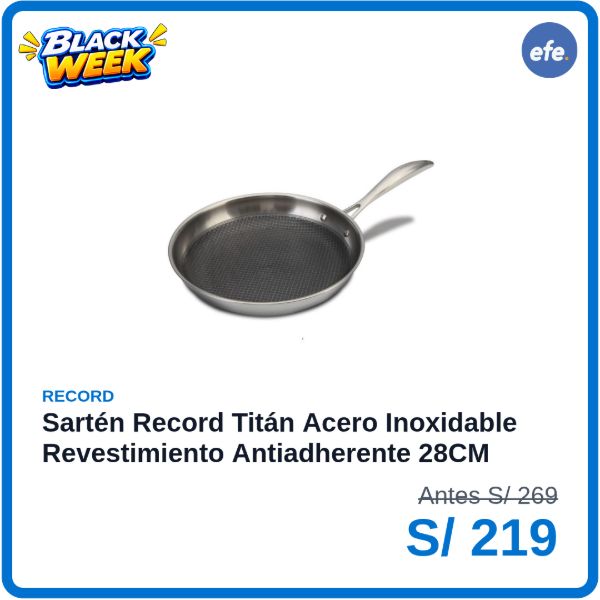 BLACK
WEEK
efe.
RECORD
Sartén Record Titán Acero Inoxidable
Revestimiento Antiadherente 28CM
Antes S/ 269
S/ 219